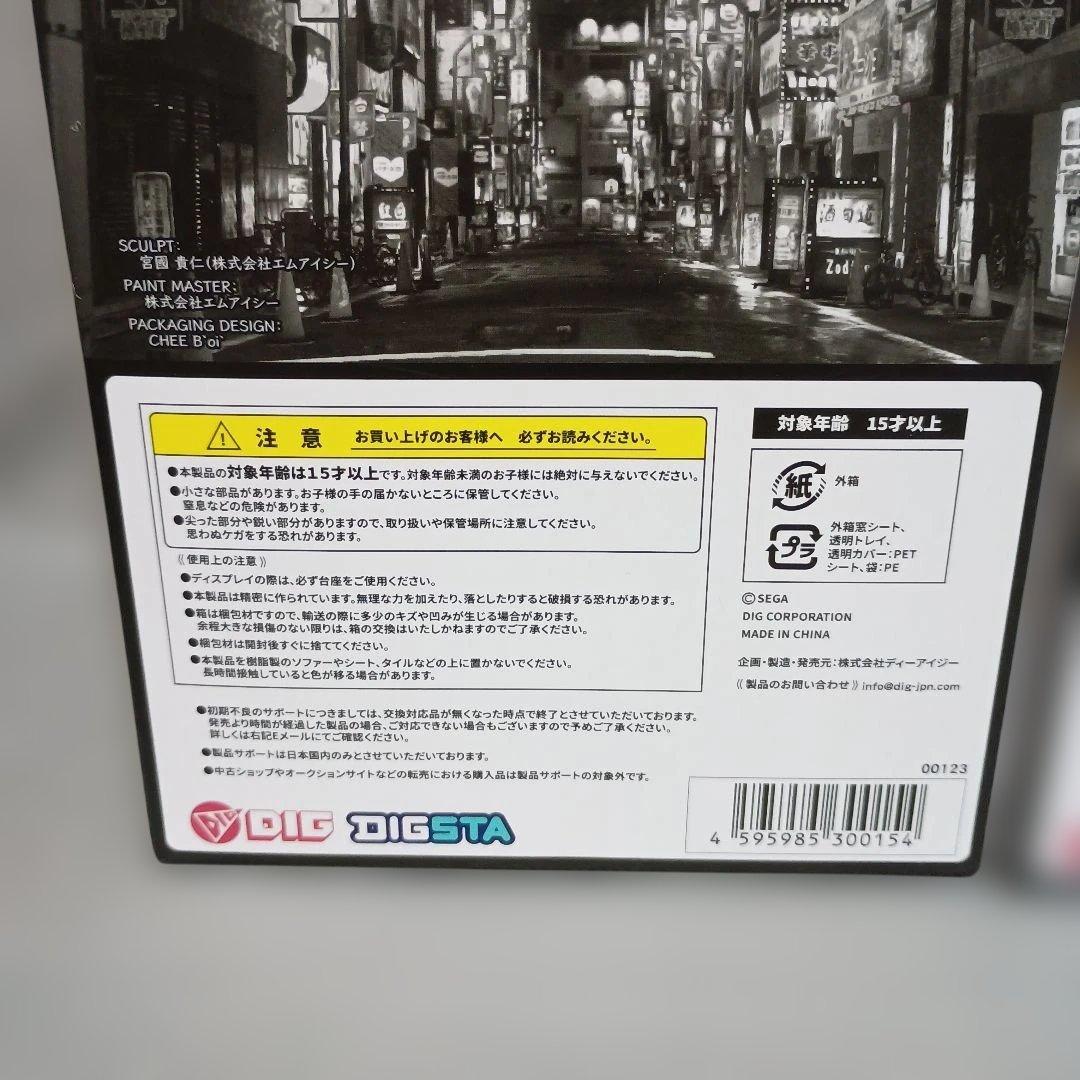 紅白
酒旬造
Zod
SCULPT:
宮國 貴仁(株式会社エムアイシー)
PAINT MASTER:
株式会社エムアイシー
PACKAGING DESIGN:
CHEE B`oi`
注 意 お買い上げのお客様へ 必ずお読みください。
●本製品の対象年齢は15才以上です。対象年齢未満のお子様には絶対に与えないでください。
●小さな部品があります。お子様の手の届かないところに保管してください。
窒息などの危険があります。
●尖った部分や鋭い部分がありますので、取り扱いや保管場所に注意してください。
思わぬケガをする恐れがあります。
《使用上の注意》
●ディスプレイの際は、必ず台座をご使用ください。
●本製品は精密に作られています。無理な力を加えたり、落としたりすると破損する恐れがあります。
●箱は梱包材ですので、輸送の際に多少のキズや凹みが生じる場合があります。
余程大きな損傷のない限りは、箱の交換はいたしかねますのでご了承ください。
●梱包材は開封後すぐに捨ててください。
●本製品を樹脂製のソファーやシート、タイルなどの上に置かないでください。
長時間接触していると色が移る場合があります。
●初期不良のサポートにつきましては、交換対応品が無くなった時点で終了とさせていただいております。
発売より時間が経過した製品の場合、ご対応できない場合もございますので予めご了承ください。
詳しくは右記Eメールにてご確認ください。
●製品サポートは日本国内のみとさせていただいております。
●中古ショップやオークションサイトなどの転売における購入品は製品サポートの対象外です。
DIG DIG DIGSTA
対象年齢 15才以上
紙 外箱
プラ 外箱窓シート、
透明トレイ、
透明カバー:PET
シート、袋:PE
©SEGA
DIG CORPORATION
MADE IN CHINA
企画・製造・発売元:株式会社ディーアイジー
《製品のお問い合わせ》info@dig-jpn.com
00123
4 595985 300154